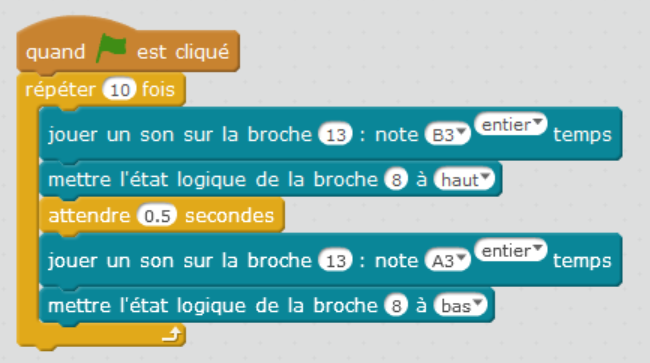 quand est cliqué
répéter 10 fois
jouer un son sur la broche 13 : note B3 entier temps
mettre l'état logique de la broche 8 à haut
attendre 0.5 secondes
jouer un son sur la broche 13 : note A3 entier temps
mettre l'état logique de la broche 8 à bas